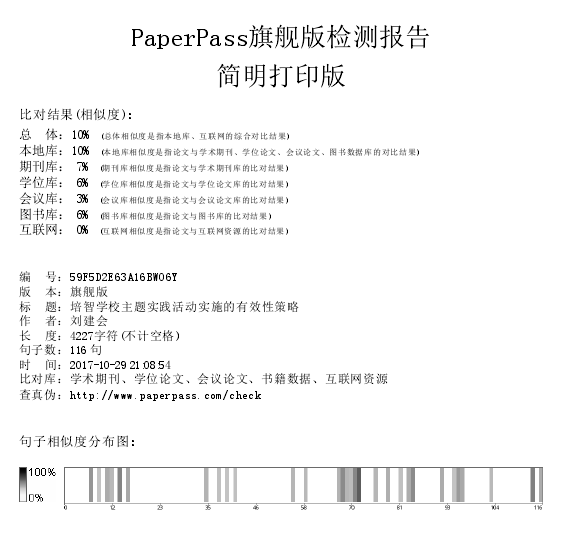 PaperPass旗舰版检测报告
简明打印版
比对结果(相似度):
总 体: 10% (总体相似度是指本地库、互联网的综合对比结果)
本地库: 10% (本地库相似度是指论文与学术期刊、学位论文、会议论文、图书数据库的对比结果)
期刊库: 7% (期刊库相似度是指论文与学术期刊库的比对结果)
学位库: 6% (学位库相似度是指论文与学位论文库的比对结果)
会议库: 3% (会议库相似度是指论文与会议论文库的比对结果)
图书库: 6% (图书库相似度是指论文与图书库的比对结果)
互联网: 0% (互联网相似度是指论文与互联网资源的比对结果)
编 号: 59F5D2E63A16BW06Y
版 本: 旗舰版
标 题: 培智学校主题实践活动实施的有效性策略
作 者: 刘建会
长 度: 4227字符(不计空格)
句子数: 116句
时 间: 2017-10-29 21:08:54
比对库: 学术期刊、学位论文、会议论文、书籍数据、互联网资源
查真伪: http://www.paperpass.com/check
句子相似度分布图:
100%
0%
0 12 23 35 46 58 70 81 93 104 116